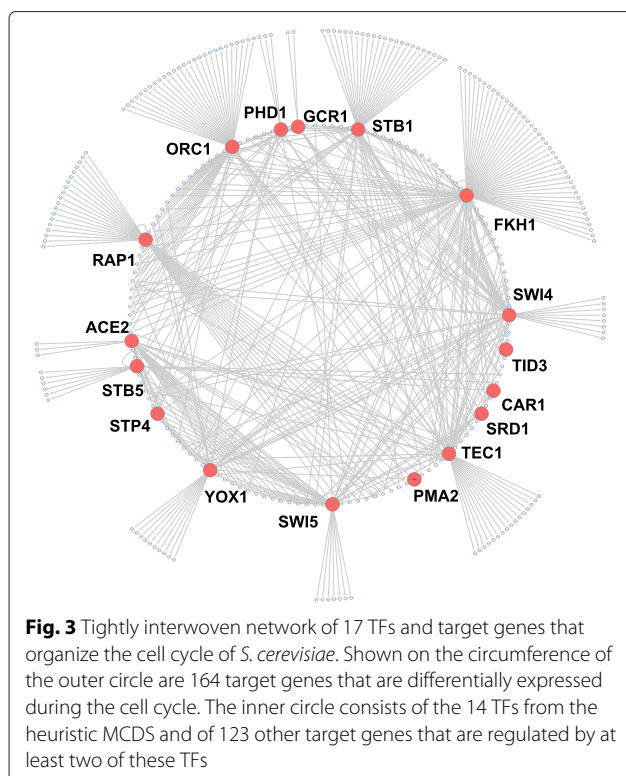 PHD1
GCR1
STB1
ORC1
FKH1
RAP1
SWI4
ACE2
TID3
STB5
CAR1
STP4
SRD1
TEC1
YOX1
PMA2
SWI5
Fig. 3 Tightly interwoven network of 17 TFs and target genes that
organize the cell cycle of S. cerevisiae. Shown on the circumference of
the outer circle are 164 target genes that are differentially expressed
during the cell cycle. The inner circle consists of the 14 TFs from the
heuristic MCDS and of 123 other target genes that are regulated by at
least two of these TFs